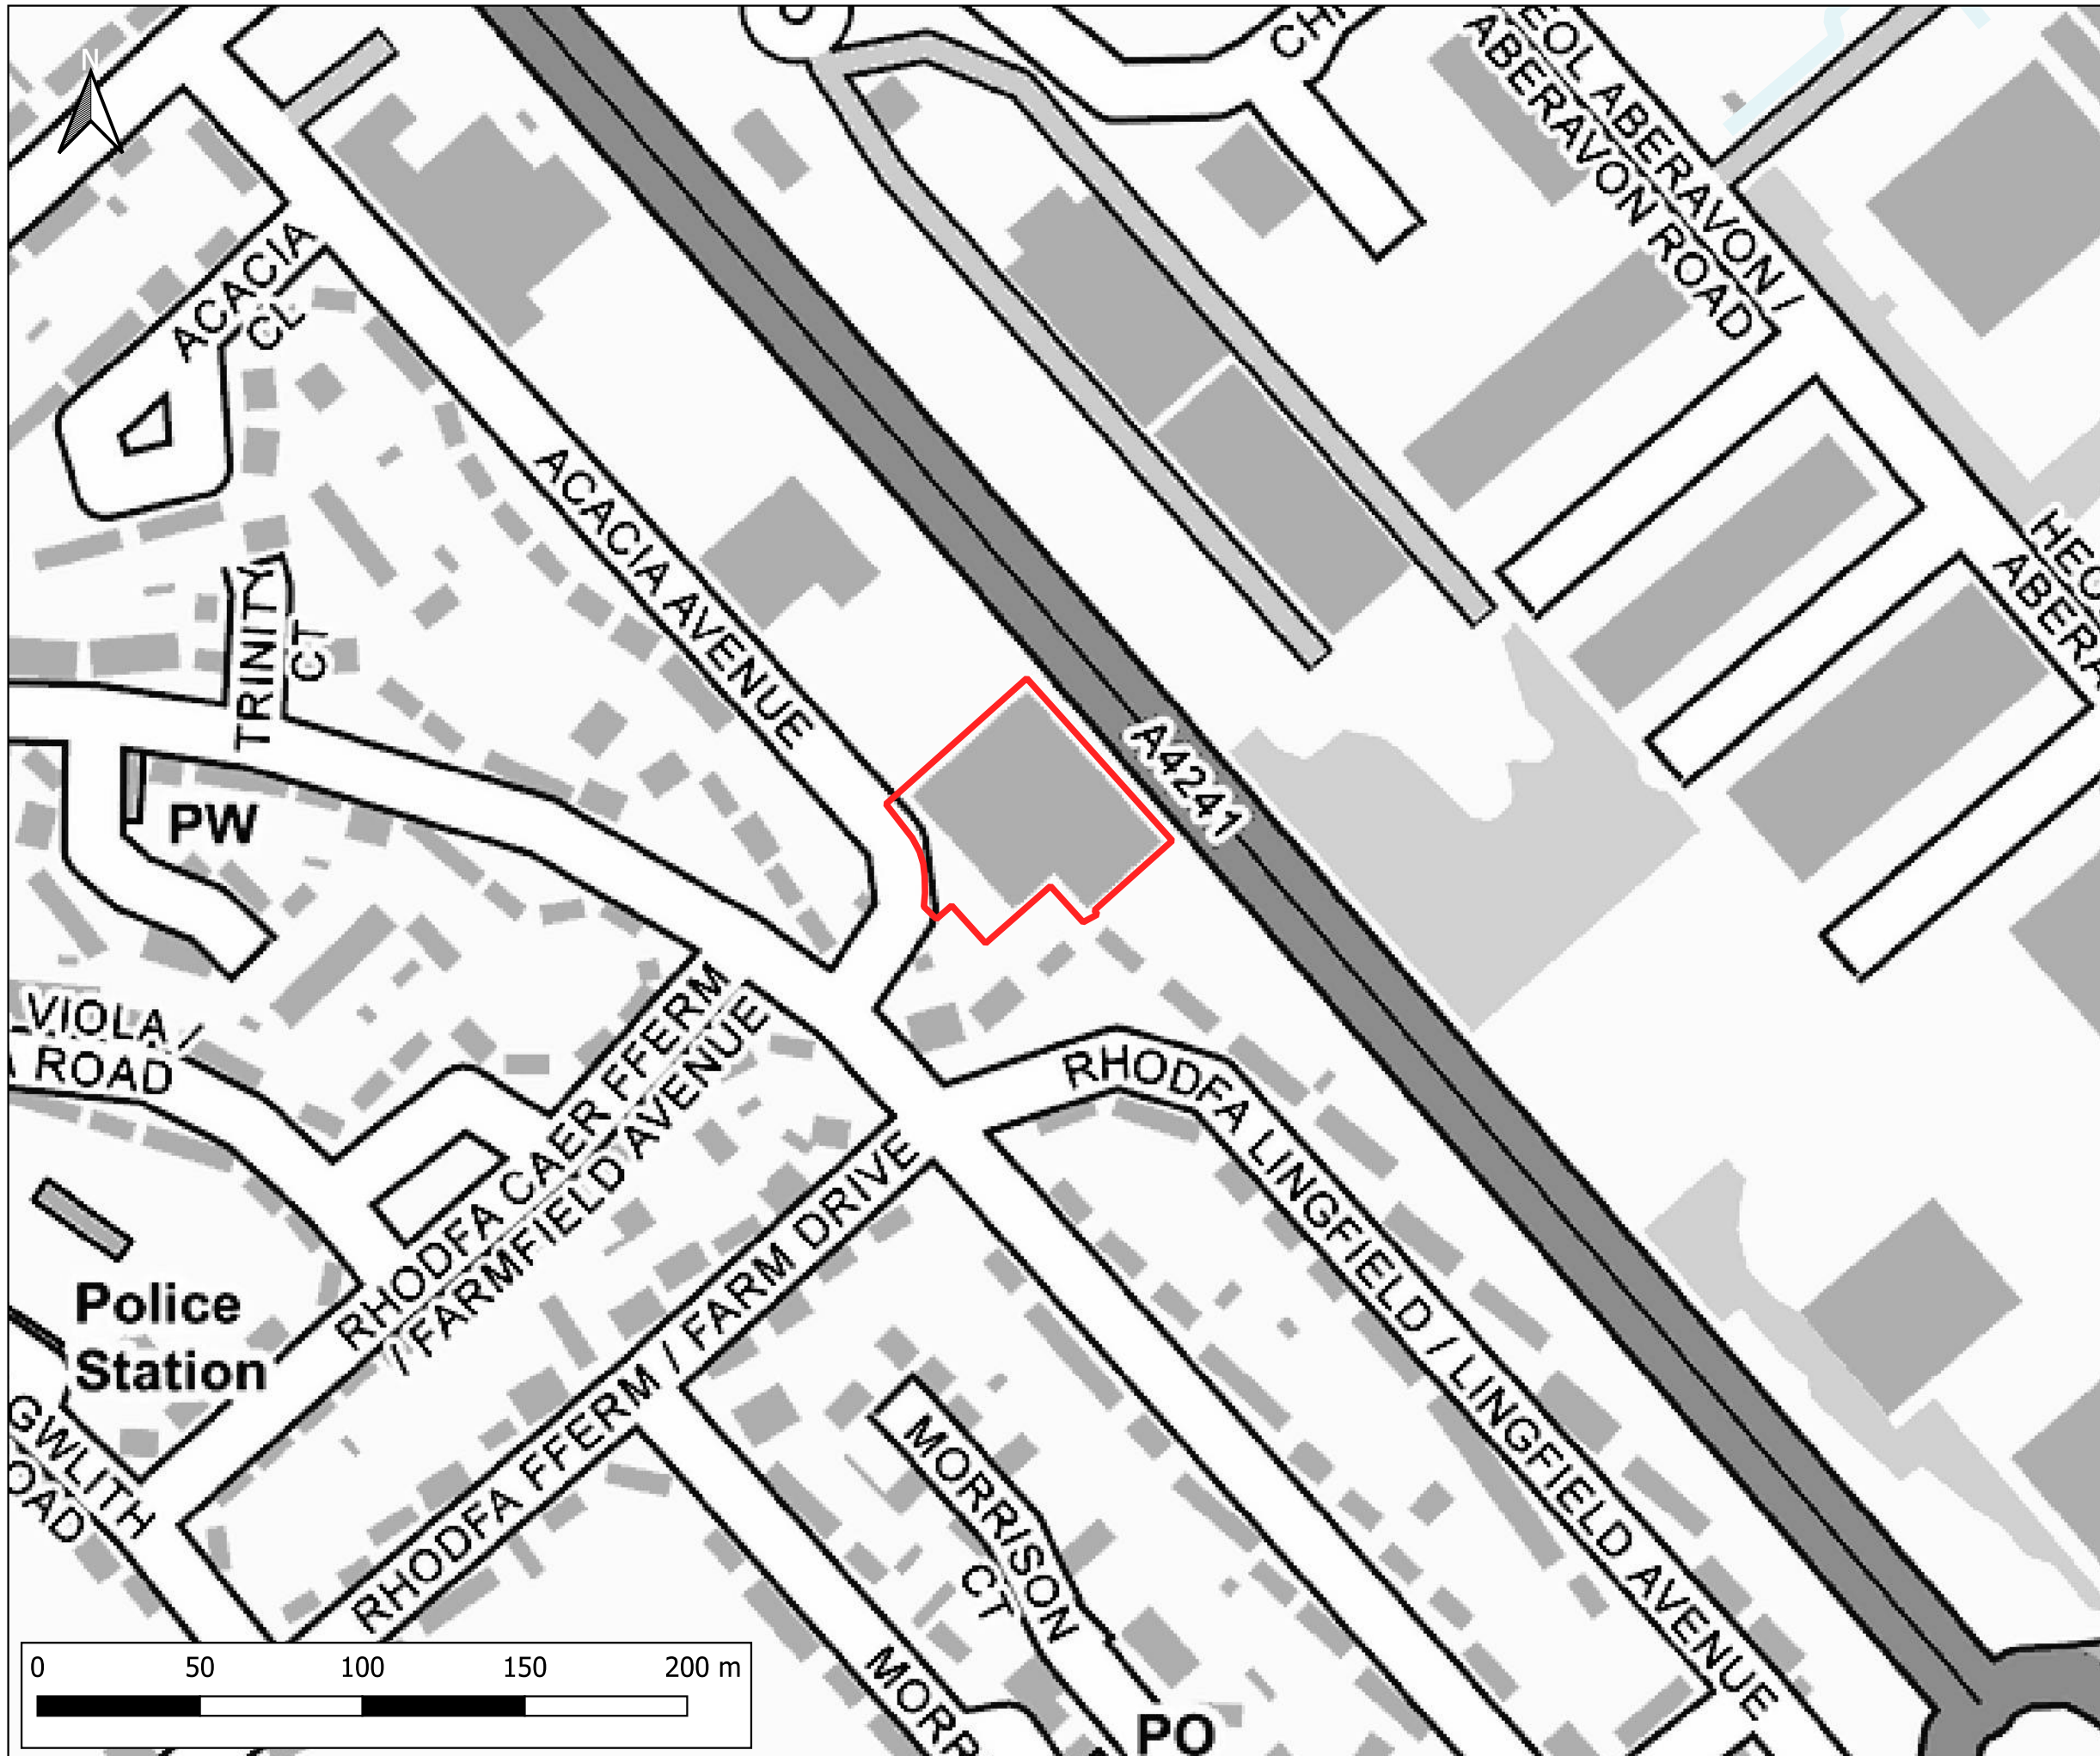 N
EOL ABERAVON /
ABERAVON ROAD
ACACIA
CL
ACACIA AVENUE
TRINITY
CT
A4241
PW
VIOLA /
ROAD
RHODFA CAER FFERM
/ FARMFIELD AVENUE
RHODFA LINGFIELD / LINGFIELD AVENUE
RHODFA FFERM / FARM DRIVE
Police
Station
GWLITH
OAD
MORRISON
CT
MORR
PO
0 50 100 150 200 m